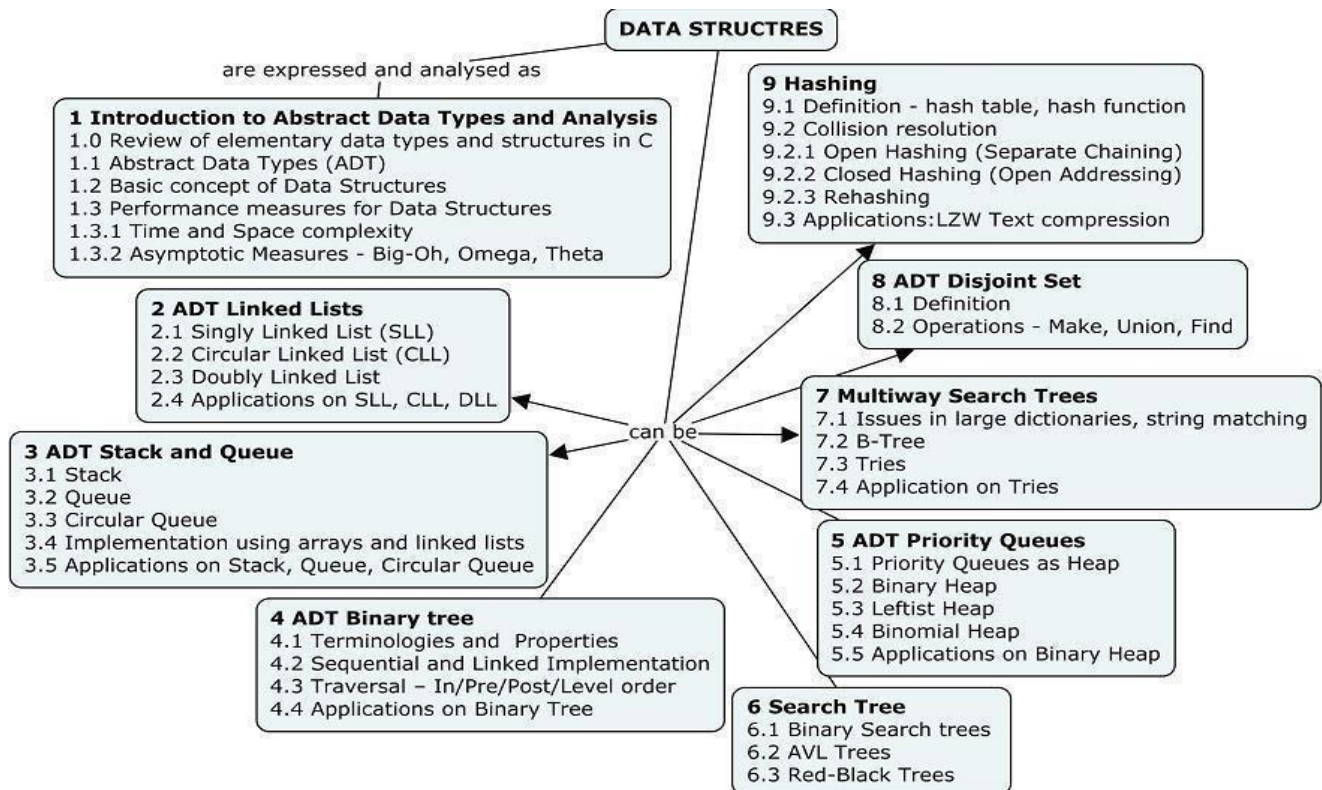 DATA STRUCTRES
are expressed and analysed as
1 Introduction to Abstract Data Types and Analysis
1.0 Review of elementary data types and structures in C
1.1 Abstract Data Types (ADT)
1.2 Basic concept of Data Structures
1.3 Performance measures for Data Structures
1.3.1 Time and Space complexity
1.3.2 Asymptotic Measures - Big-Oh, Omega, Theta
2 ADT Linked Lists
2.1 Singly Linked List (SLL)
2.2 Circular Linked List (CLL)
2.3 Doubly Linked List
2.4 Applications on SLL, CLL, DLL
3 ADT Stack and Queue
3.1 Stack
3.2 Queue
3.3 Circular Queue
3.4 Implementation using arrays and linked lists
3.5 Applications on Stack, Queue, Circular Queue
4 ADT Binary tree
4.1 Terminologies and Properties
4.2 Sequential and Linked Implementation
4.3 Traversal – In/Pre/Post/Level order
4.4 Applications on Binary Tree
can be
9 Hashing
9.1 Definition - hash table, hash function
9.2 Collision resolution
9.2.1 Open Hashing (Separate Chaining)
9.2.2 Closed Hashing (Open Addressing)
9.2.3 Rehashing
9.3 Applications:LZW Text compression
8 ADT Disjoint Set
8.1 Definition
8.2 Operations - Make, Union, Find
7 Multiway Search Trees
7.1 Issues in large dictionaries, string matching
7.2 B-Tree
7.3 Tries
7.4 Application on Tries
5 ADT Priority Queues
5.1 Priority Queues as Heap
5.2 Binary Heap
5.3 Leftist Heap
5.4 Binomial Heap
5.5 Applications on Binary Heap
6 Search Tree
6.1 Binary Search trees
6.2 AVL Trees
6.3 Red-Black Trees